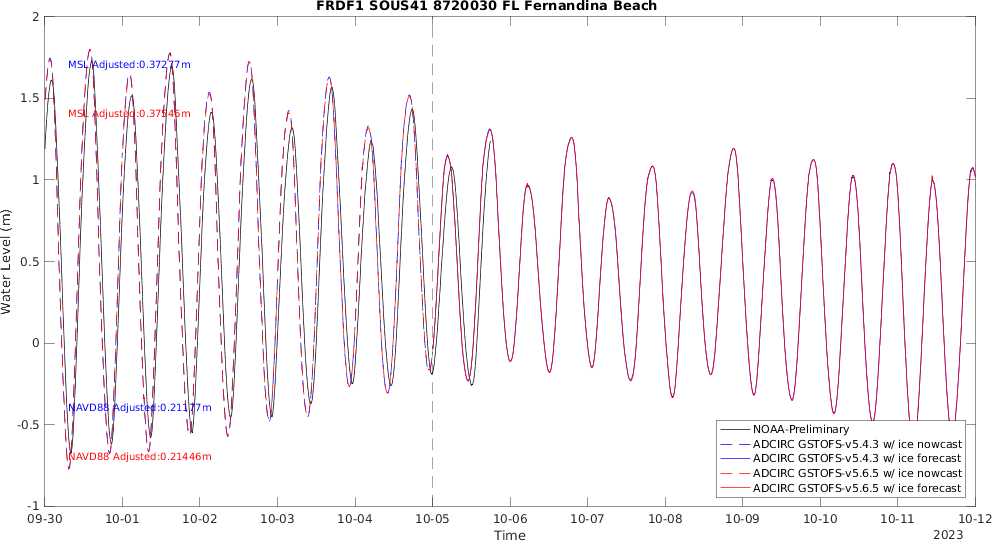 FRDF1 SOUS41 8720030 FL Fernandina Beach
2
1.5
1
0.5
0
-0.5
-1
Water Level (m)
MSL Adjusted:0.37277m
MSL Adjusted:0.37546m
NAVD88 Adjusted:0.21177m
NAVD88 Adjusted:0.21446m
NOAA-Preliminary
ADCIRC GSTOFS-v5.4.3 w/ ice nowcast
ADCIRC GSTOFS-v5.4.3 w/ ice forecast
ADCIRC GSTOFS-v5.6.5 w/ ice nowcast
ADCIRC GSTOFS-v5.6.5 w/ ice forecast
09-30 10-01 10-02 10-03 10-04 10-05 10-06 10-07 10-08 10-09 10-10 10-11 10-12
Time
2023